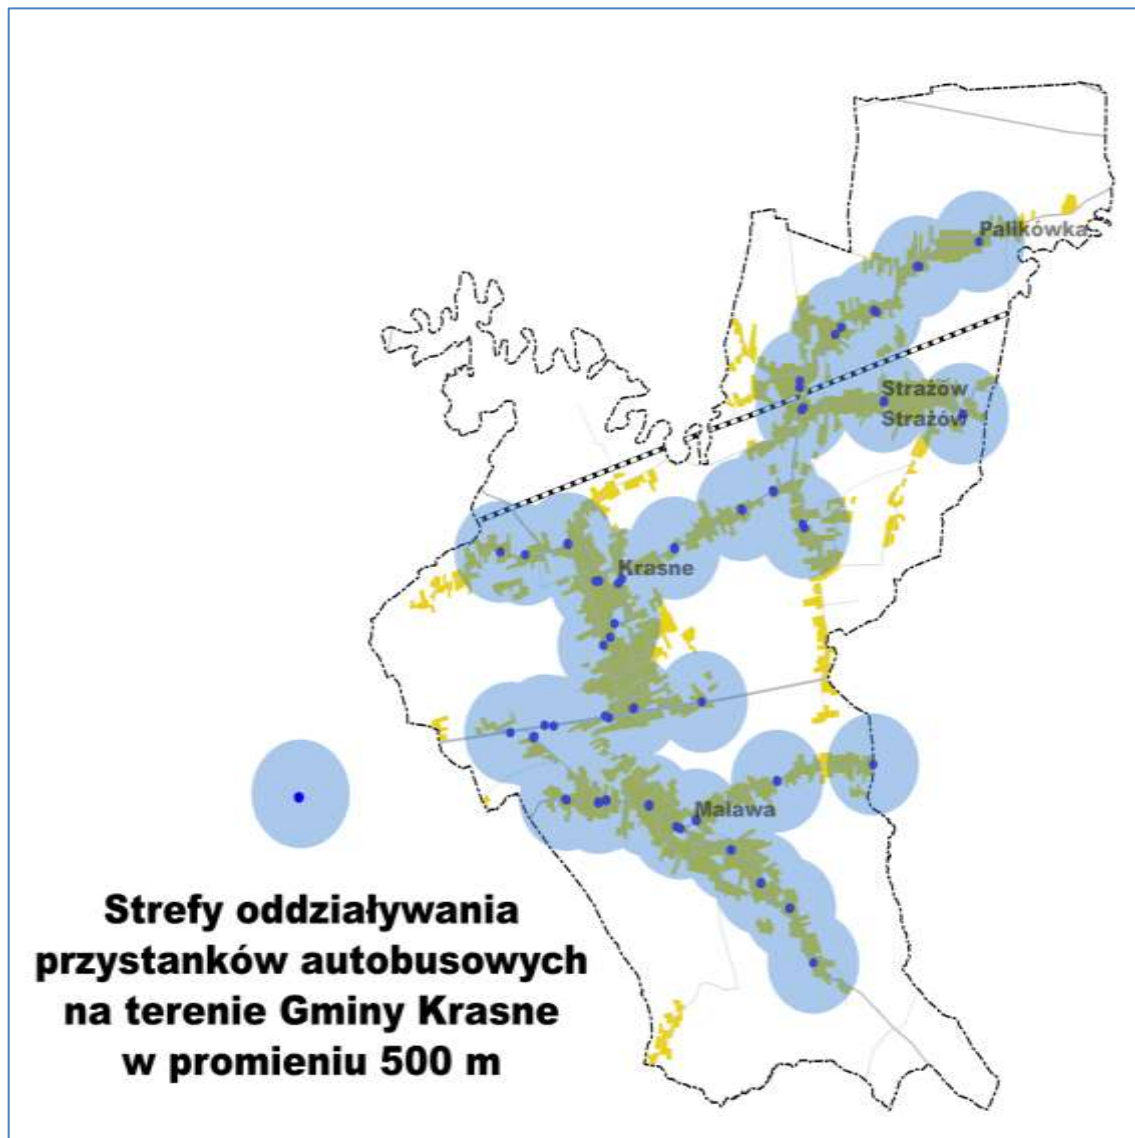 Palikówka
Strażów
Strażów
Krasne
Malawa
Strefy oddziaływania
przystanków autobusowych
na terenie Gminy Krasne
w promieniu 500 m